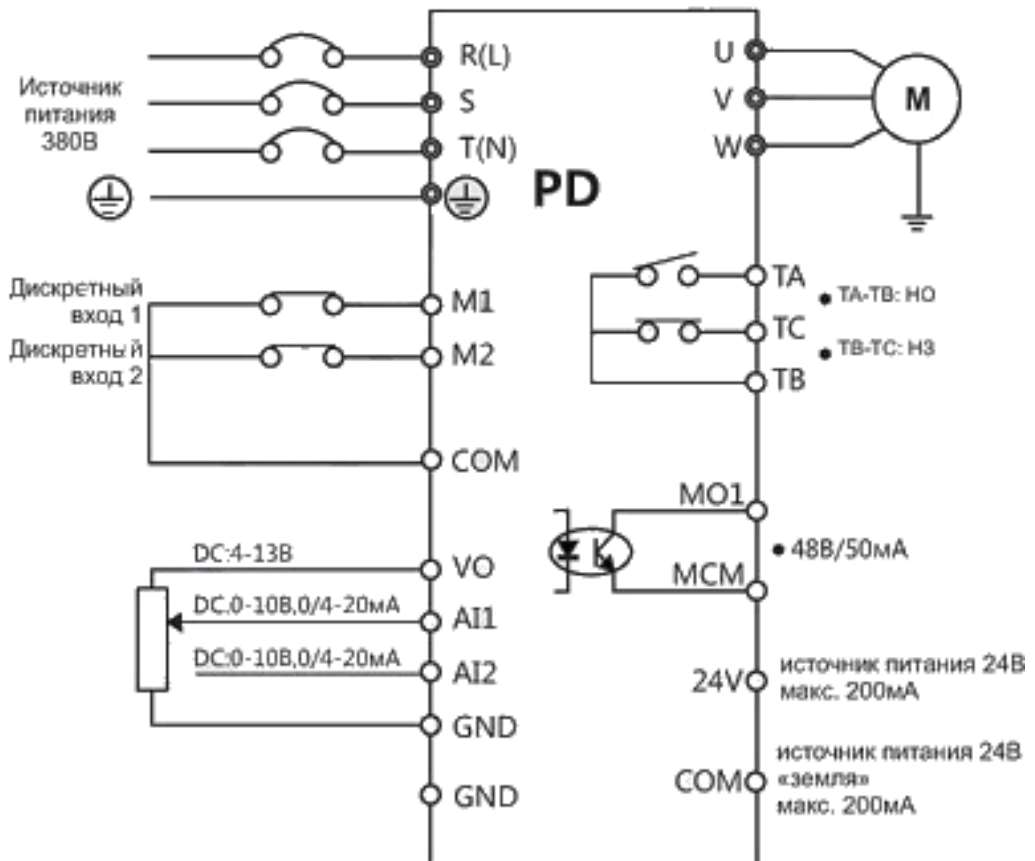 R(L)
Источник
питания
380В
S
T(N)
PD
U
V
W
M
Дискретный
вход 1
M1
Дискретный
вход 2
M2
COM
TA
TA-TB: НО
TC
TB-TC: НЗ
TB
MO1
48В/50мА
MCM
DC:4-13В
VO
DC:0-10В,0/4-20мА
AI1
DC:0-10В,0/4-20мА
AI2
GND
GND
24V
источник питания 24В
макс. 200мА
COM
источник питания 24В
«земля»
макс. 200мА